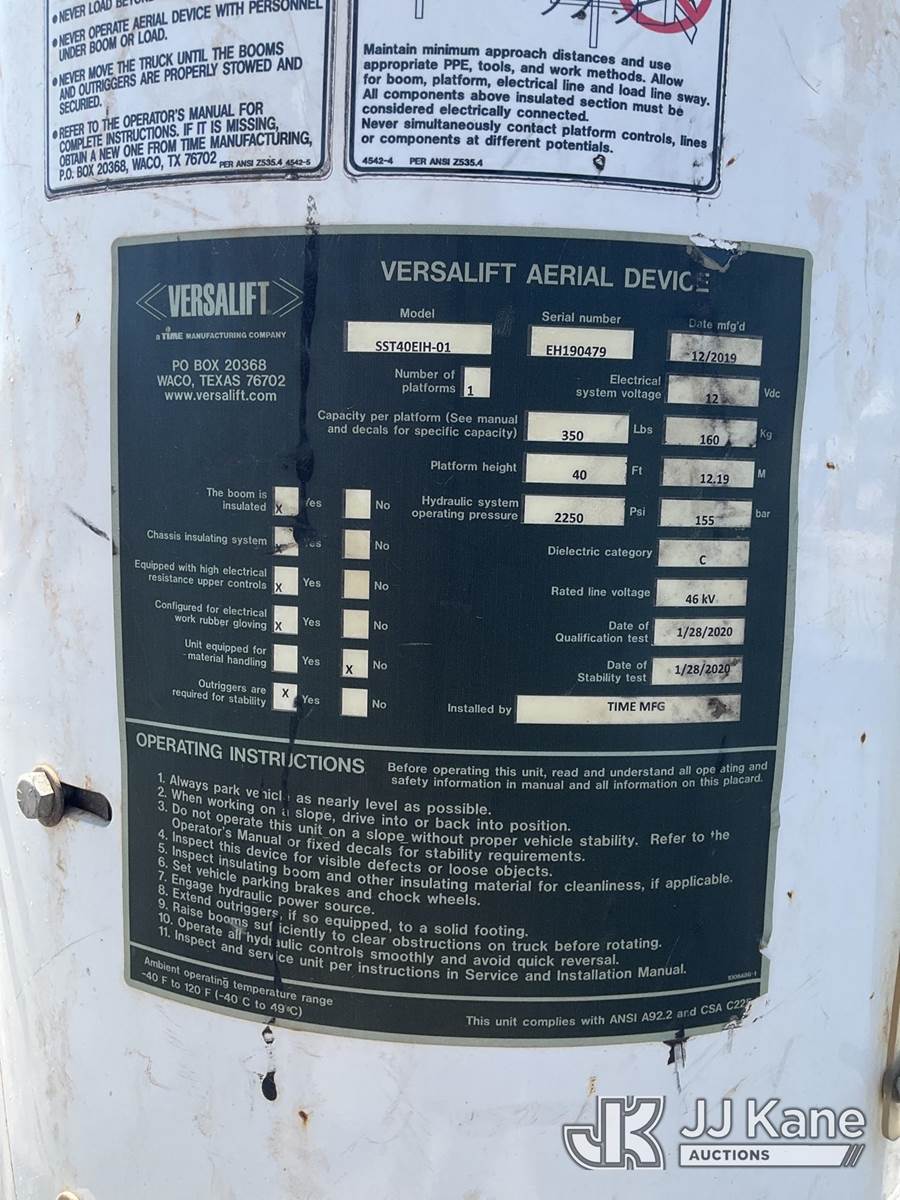 • NEVER OPERATE AERIAL DEVICE WITH PERSONNEL
UNDER BOOM OR LOAD.
• NEVER MOVE THE TRUCK UNTIL THE BOOMS
AND OUTRIGGERS ARE PROPERLY STOWED AND
SECURED.
• REFER TO THE OPERATOR'S MANUAL FOR
COMPLETE INSTRUCTIONS. IF IT IS MISSING,
OBTAIN A NEW ONE FROM TIME MANUFACTURING,
P.O. BOX 20368, WACO, TX 76702 PER ANSI Z535.4 4542-5
Maintain minimum approach distances and use
appropriate PPE, tools, and work methods. Allow
for boom, platform, electrical line and load line sway.
All components above insulated section must be
considered electrically connected.
Never simultaneously contact platform controls, lines
or components at different potentials.
4542-4 PER ANSI Z535.4
VERSALIFT
a TIME MANUFACTURING COMPANY
PO BOX 20368
WACO, TEXAS 76702
www.versalift.com
VERSALIFT AERIAL DEVICE
Model Serial number Date mfg'd
SST40EIH-01 EH190479 12/2019
Number of platforms 1 Electrical system voltage 12 Vdc
Capacity per platform (See manual
and decals for specific capacity) 350 Lbs 160 Kg
Platform height 40 Ft 12.19 M
Hydraulic system
operating pressure 2250 Psi 155 bar
The boom is
insulated X Yes No
Chassis insulating system Yes No
Equipped with high electrical
resistance upper controls X Yes No
Configured for electrical
work rubber gloving X Yes No
Unit equipped for
material handling Yes X No
Outriggers are
required for stability X Yes No
Dielectric category C
Rated line voltage 46 kV
Date of
Qualification test 1/28/2020
Date of
Stability test 1/28/2020
Installed by TIME MFG
OPERATING INSTRUCTIONS Before operating this unit, read and understand all operating and
safety information in manual and all information on this placard.
1. Always park vehicle as nearly level as possible.
2. When working on a slope, drive into or back into position.
3. Do not operate this unit on a slope without proper vehicle stability. Refer to the
Operator's Manual or fixed decals for stability requirements.
4. Inspect this device for visible defects or loose objects.
5. Inspect insulating boom and other insulating material for cleanliness, if applicable.
6. Set vehicle parking brakes and chock wheels.
7. Engage hydraulic power source.
8. Extend outriggers, if so equipped, to a solid footing.
9. Raise booms sufficiently to clear obstructions on truck before rotating.
10. Operate all hydraulic controls smoothly and avoid quick reversal.
11. Inspect and service unit per instructions in Service and Installation Manual.
Ambient operating temperature range
-40 F to 120 F (-40 C to 49°C)
This unit complies with ANSI A92.2 and CSA C225
JK JJ Kane
AUCTIONS